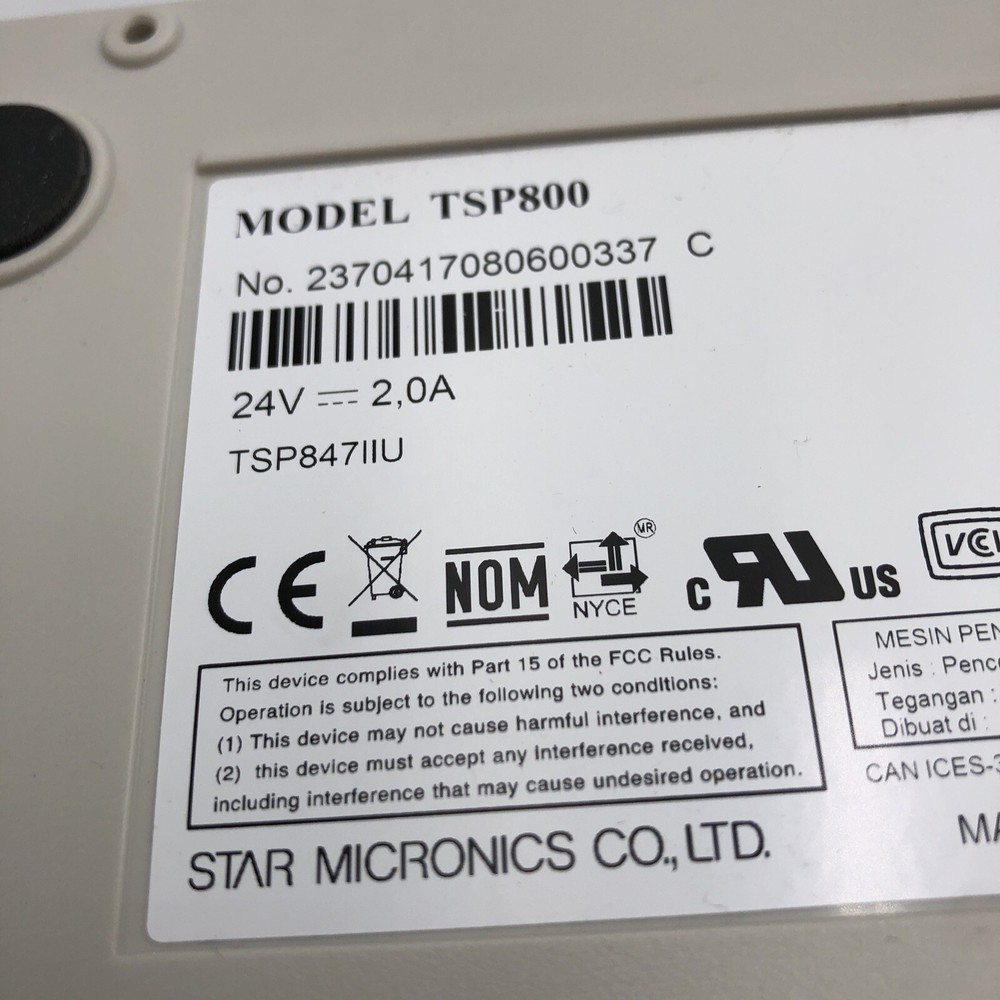 MODEL TSP800
No. 2370417080600337 C
24V ⎓ 2,0A
TSP847IIU
CE
NOM
MR
NYCE
c RU US
VCI
This device complies with Part 15 of the FCC Rules.
Operation is subject to the following two conditions:
(1) This device may not cause harmful interference, and
(2) this device must accept any interference received,
including interference that may cause undesired operation.
MESIN PEN
Jenis : Penc
Tegangan :
Dibuat di :
CAN ICES-3
STAR MICRONICS CO., LTD.
MA